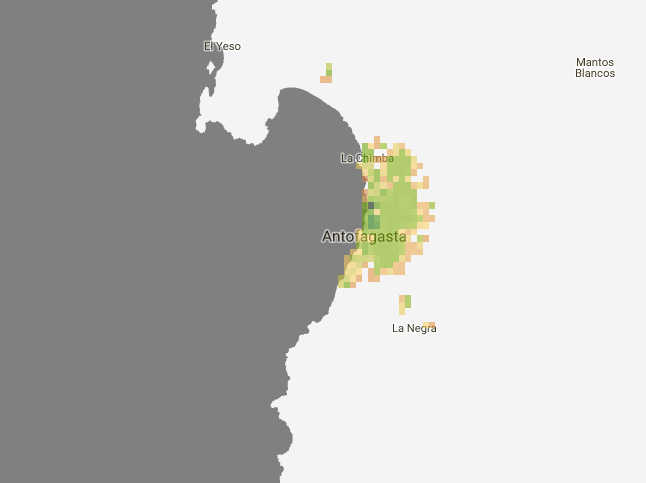 El Yeso
Mantos
Blancos
La Chimba
Antofagasta
La Negra